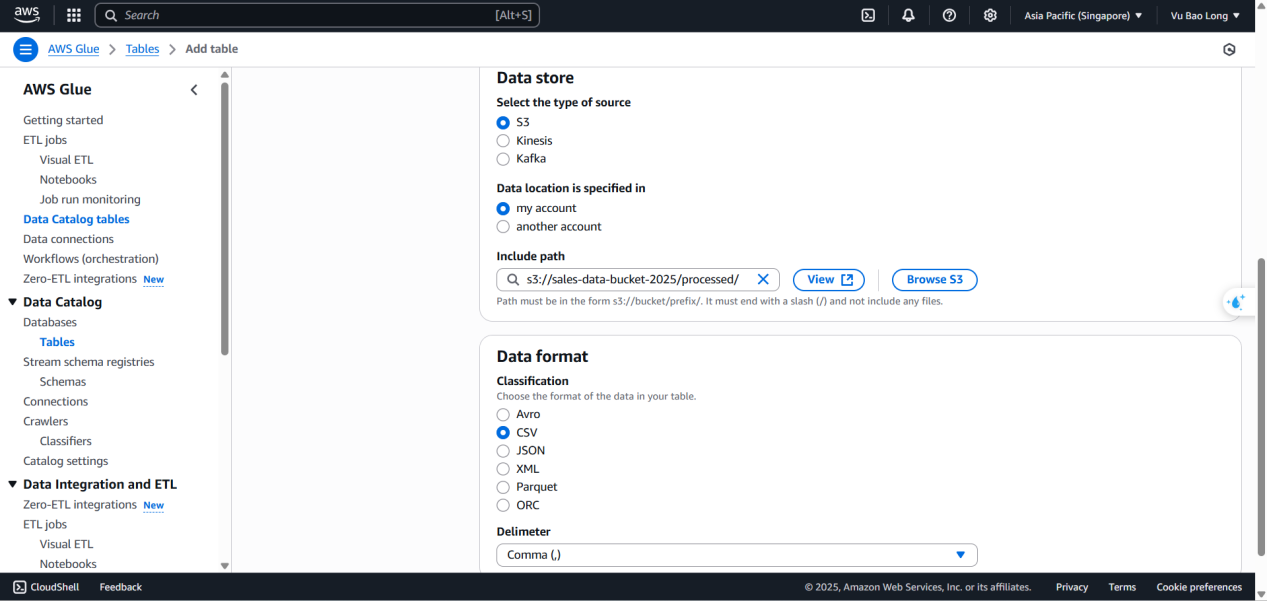 aws
Search [Alt+S]
Asia Pacific (Singapore) ▼
Vu Bao Long ▼
AWS Glue > Tables > Add table
AWS Glue
Getting started
ETL jobs
Visual ETL
Notebooks
Job run monitoring
Data Catalog tables
Data connections
Workflows (orchestration)
Zero-ETL integrations New
Data Catalog
Databases
Tables
Stream schema registries
Schemas
Connections
Crawlers
Classifiers
Catalog settings
Data Integration and ETL
Zero-ETL integrations New
ETL jobs
Visual ETL
Notebooks
Data store
Select the type of source
S3
Kinesis
Kafka
Data location is specified in
my account
another account
Include path
s3://sales-data-bucket-2025/processed/
View
Browse S3
Path must be in the form s3://bucket/prefix/. It must end with a slash (/) and not include any files.
Data format
Classification
Choose the format of the data in your table.
Avro
CSV
JSON
XML
Parquet
ORC
Delimeter
Comma (,)
CloudShell
Feedback
© 2025, Amazon Web Services, Inc. or its affiliates.
Privacy
Terms
Cookie preferences